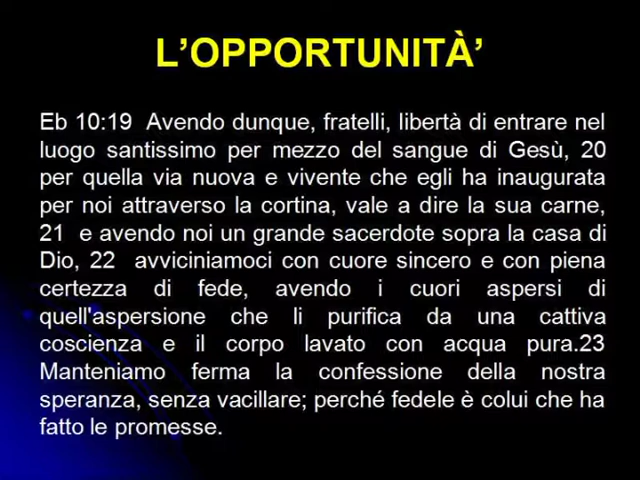 L’OPPORTUNITÀ’
Eb 10:19 Avendo dunque, fratelli, libertà di entrare nel
luogo santissimo per mezzo del sangue di Gesù, 20
per quella via nuova e vivente che egli ha inaugurata
per noi attraverso la cortina, vale a dire la sua carne,
21 e avendo noi un grande sacerdote sopra la casa di
Dio, 22 avviciniamoci con cuore sincero e con piena
certezza di fede, avendo i cuori aspersi di
quell'aspersione che li purifica da una cattiva
coscienza e il corpo lavato con acqua pura.23
Manteniamo ferma la confessione della nostra
speranza, senza vacillare; perché fedele è colui che ha
fatto le promesse.